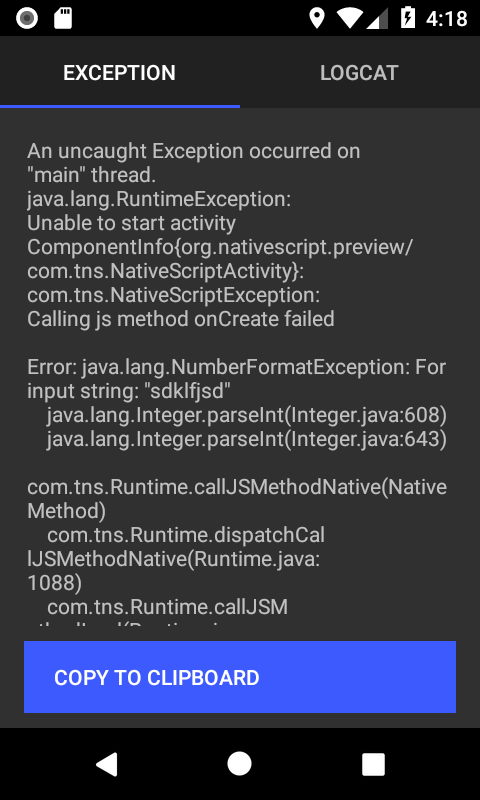 4:18
EXCEPTION
LOGCAT
An uncaught Exception occurred on
"main" thread.
java.lang.RuntimeException:
Unable to start activity
ComponentInfo{org.nativescript.preview/
com.tns.NativeScriptActivity}:
com.tns.NativeScriptException:
Calling js method onCreate failed
Error: java.lang.NumberFormatException: For
input string: "sdklfjsd"
java.lang.Integer.parseInt(Integer.java:608)
java.lang.Integer.parseInt(Integer.java:643)
com.tns.Runtime.callJSMethodNative(Native
Method)
com.tns.Runtime.dispatchCal
lJSMethodNative(Runtime.java:
1088)
com.tns.Runtime.callJSM
COPY TO CLIPBOARD